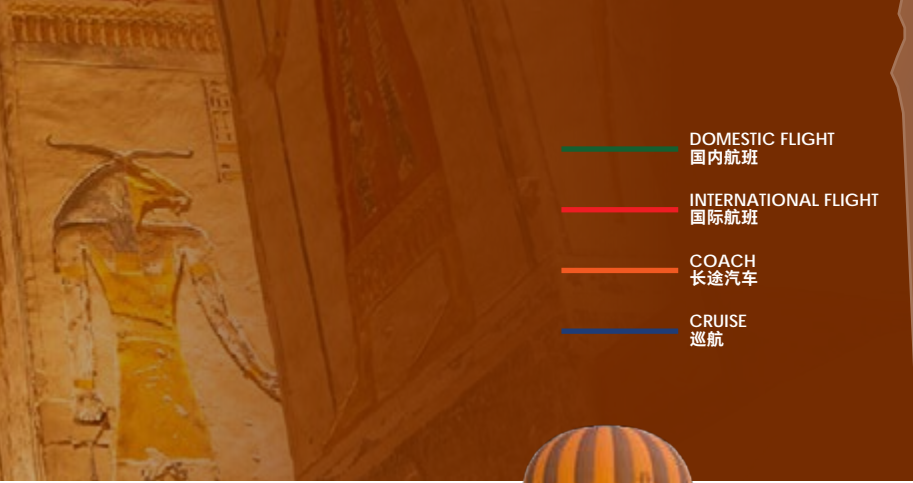 DOMESTIC FLIGHT
国内航班
INTERNATIONAL FLIGHT
国际航班
COACH
长途汽车
CRUISE
巡航